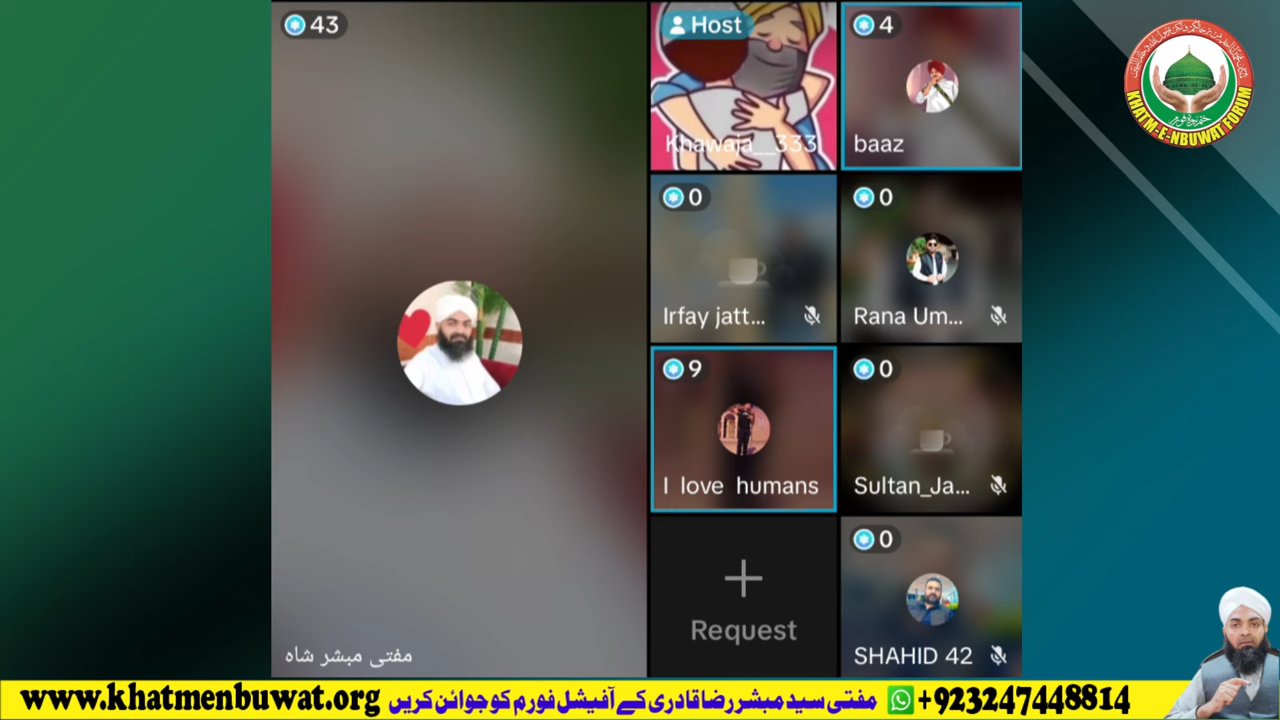 43
Host
Khawaja__333
4
baaz
0
Irfay jatt...
0
Rana Um...
9
I love humans
0
Sultan_Ja...
Request
0
SHAHID 42
مفتی مبشر شاہ
KHATM-E-NBUWAT FORUM
www.khatmenbuwat.org مفتی سید مبشر رضا قادری کے آفیشل فورم کو جوائن کریں +923247448814